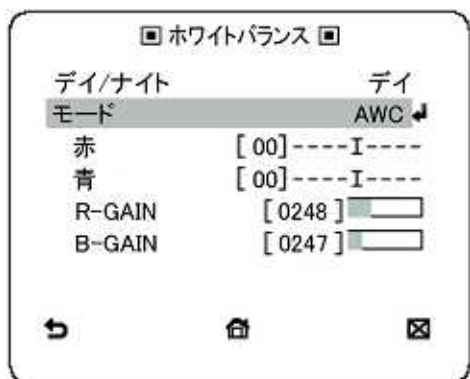 ▣ ホワイトバランス ▣
デイ/ナイト デイ
モード AWC ↲
赤 [ 00]----I----
青 [ 00]----I----
R-GAIN [ 0248 ]
B-GAIN [ 0247 ]